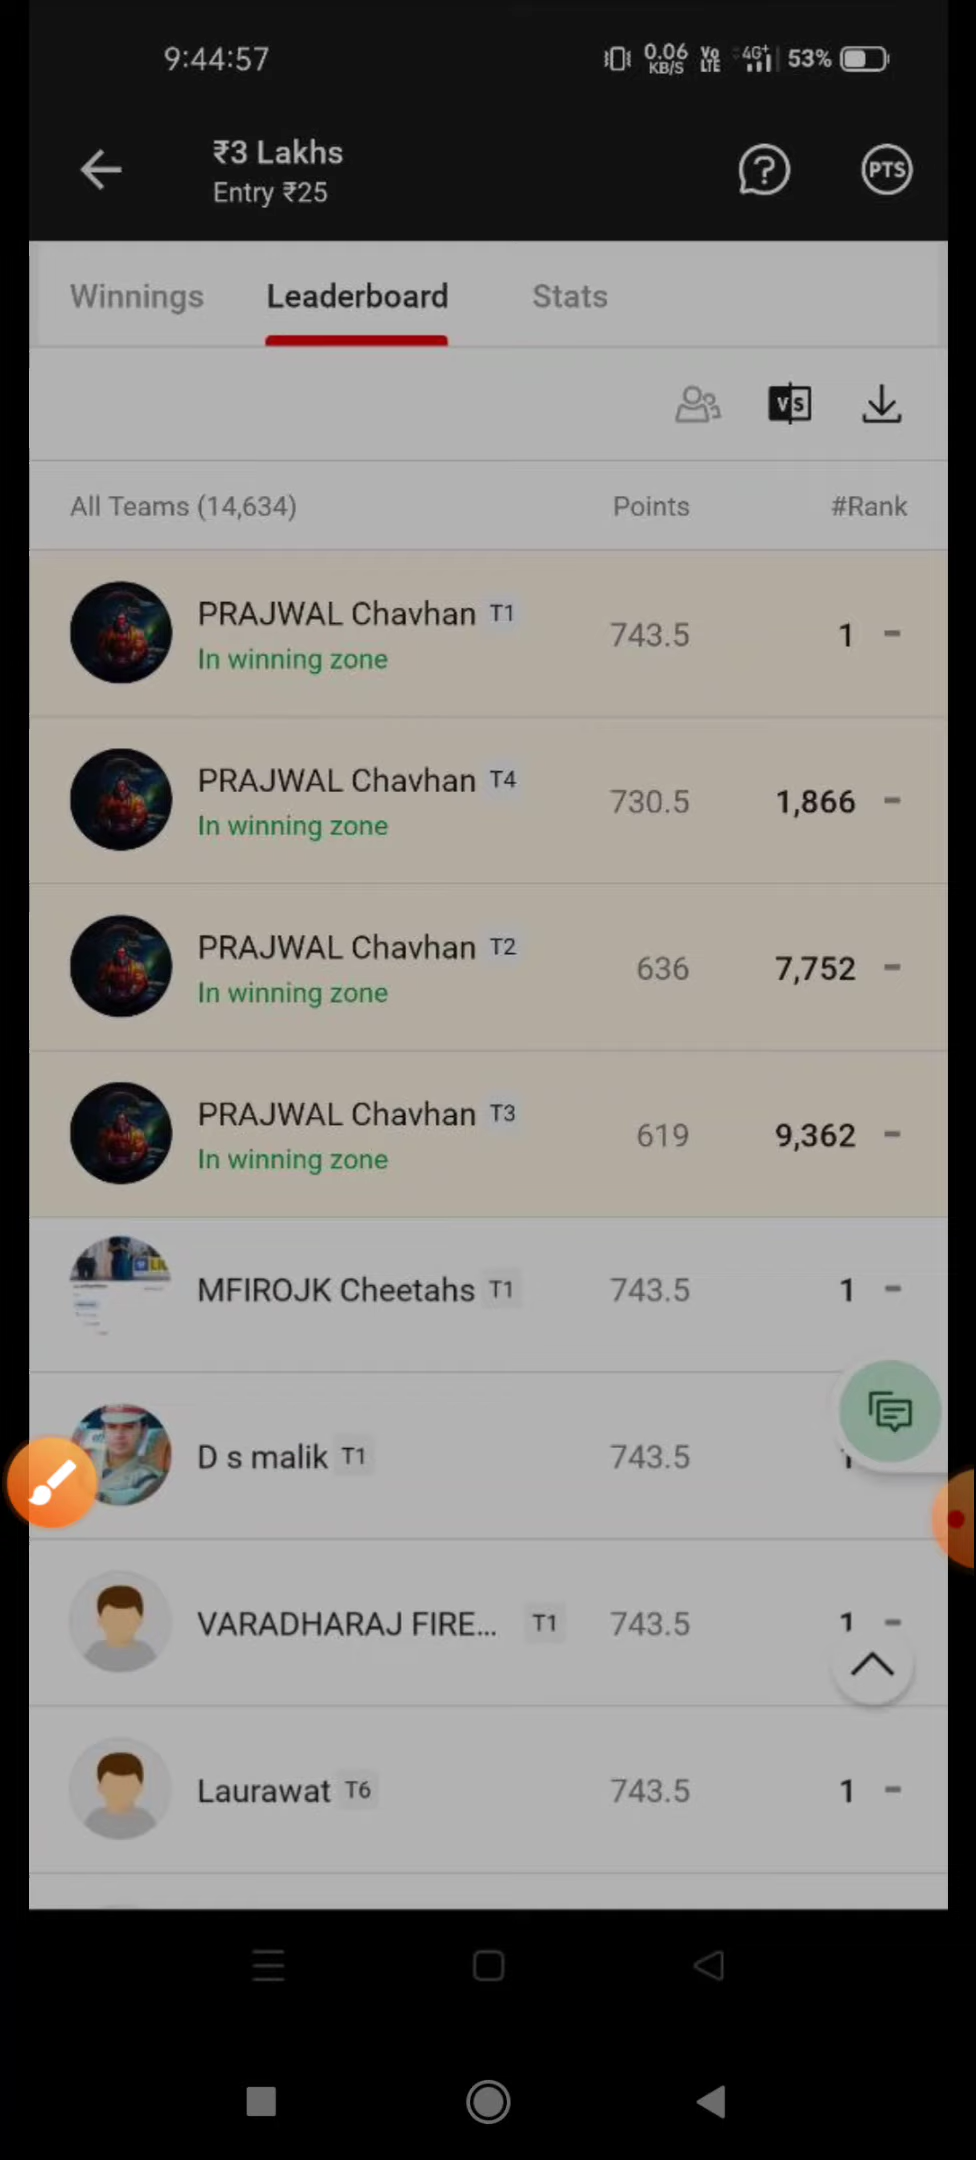 9:44:57
0.06 KB/S Vo LTE 4G+ 53%
₹3 Lakhs
Entry ₹25
PTS
Winnings Leaderboard Stats
VS
All Teams (14,634) Points #Rank
PRAJWAL Chavhan T1 743.5 1
In winning zone
PRAJWAL Chavhan T4 730.5 1,866
In winning zone
PRAJWAL Chavhan T2 636 7,752
In winning zone
PRAJWAL Chavhan T3 619 9,362
In winning zone
MFIROJK Cheetahs T1 743.5 1
D s malik T1 743.5 1
VARADHARAJ FIRE... T1 743.5 1
Laurawat T6 743.5 1